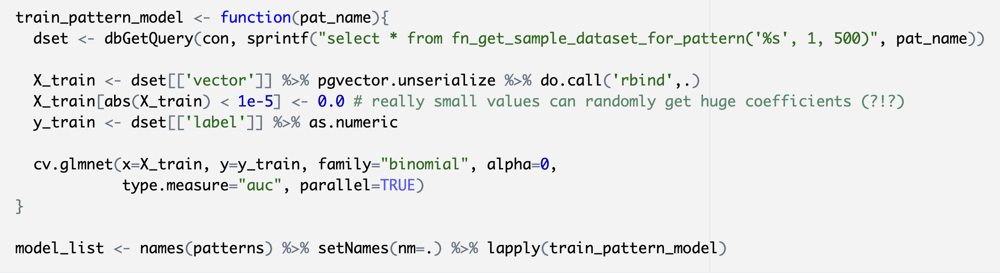 train_pattern_model <- function(pat_name){
  dset <- dbGetQuery(con, sprintf("select * from fn_get_sample_dataset_for_pattern('%s', 1, 500)", pat_name))

  X_train <- dset[['vector']] %>% pgvector.unserialize %>% do.call('rbind',.)
  X_train[abs(X_train) < 1e-5] <- 0.0 # really small values can randomly get huge coefficients (?!?)
  y_train <- dset[['label']] %>% as.numeric

  cv.glmnet(x=X_train, y=y_train, family="binomial", alpha=0,
            type.measure="auc", parallel=TRUE)
}

model_list <- names(patterns) %>% setNames(nm=.) %>% lapply(train_pattern_model)